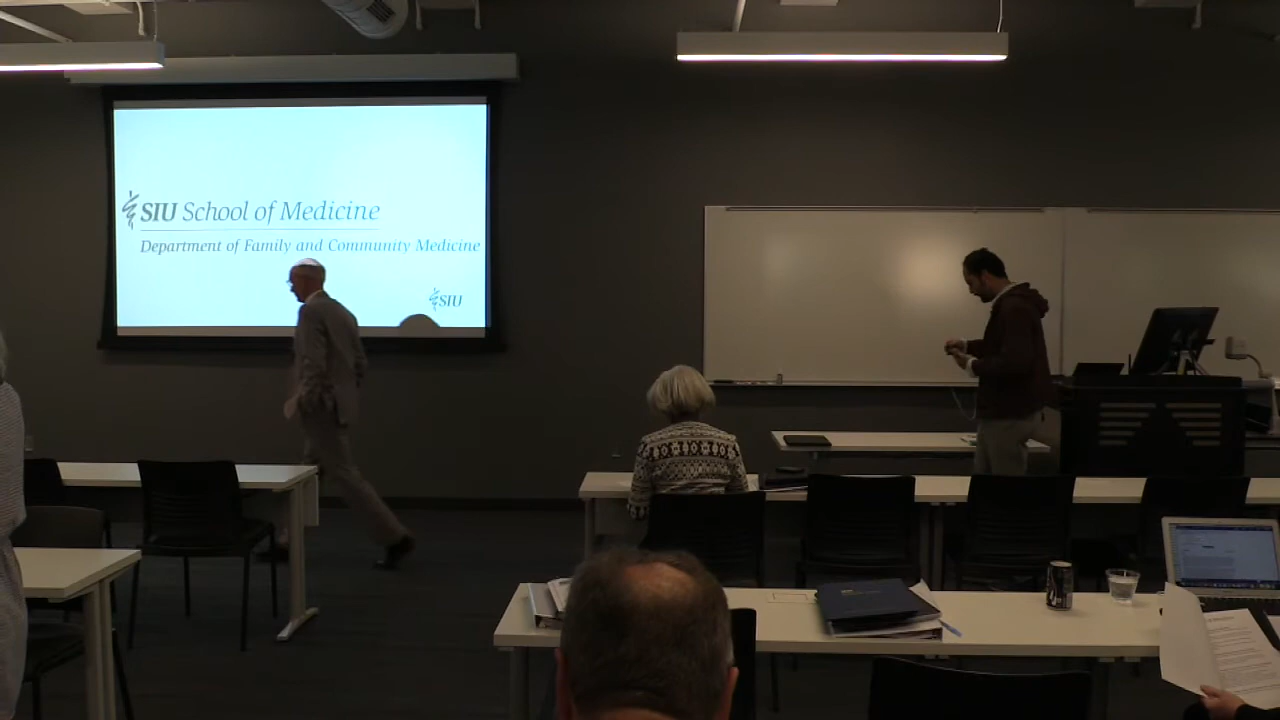 SIU School of Medicine
Department of Family and Community Medicine
SIU